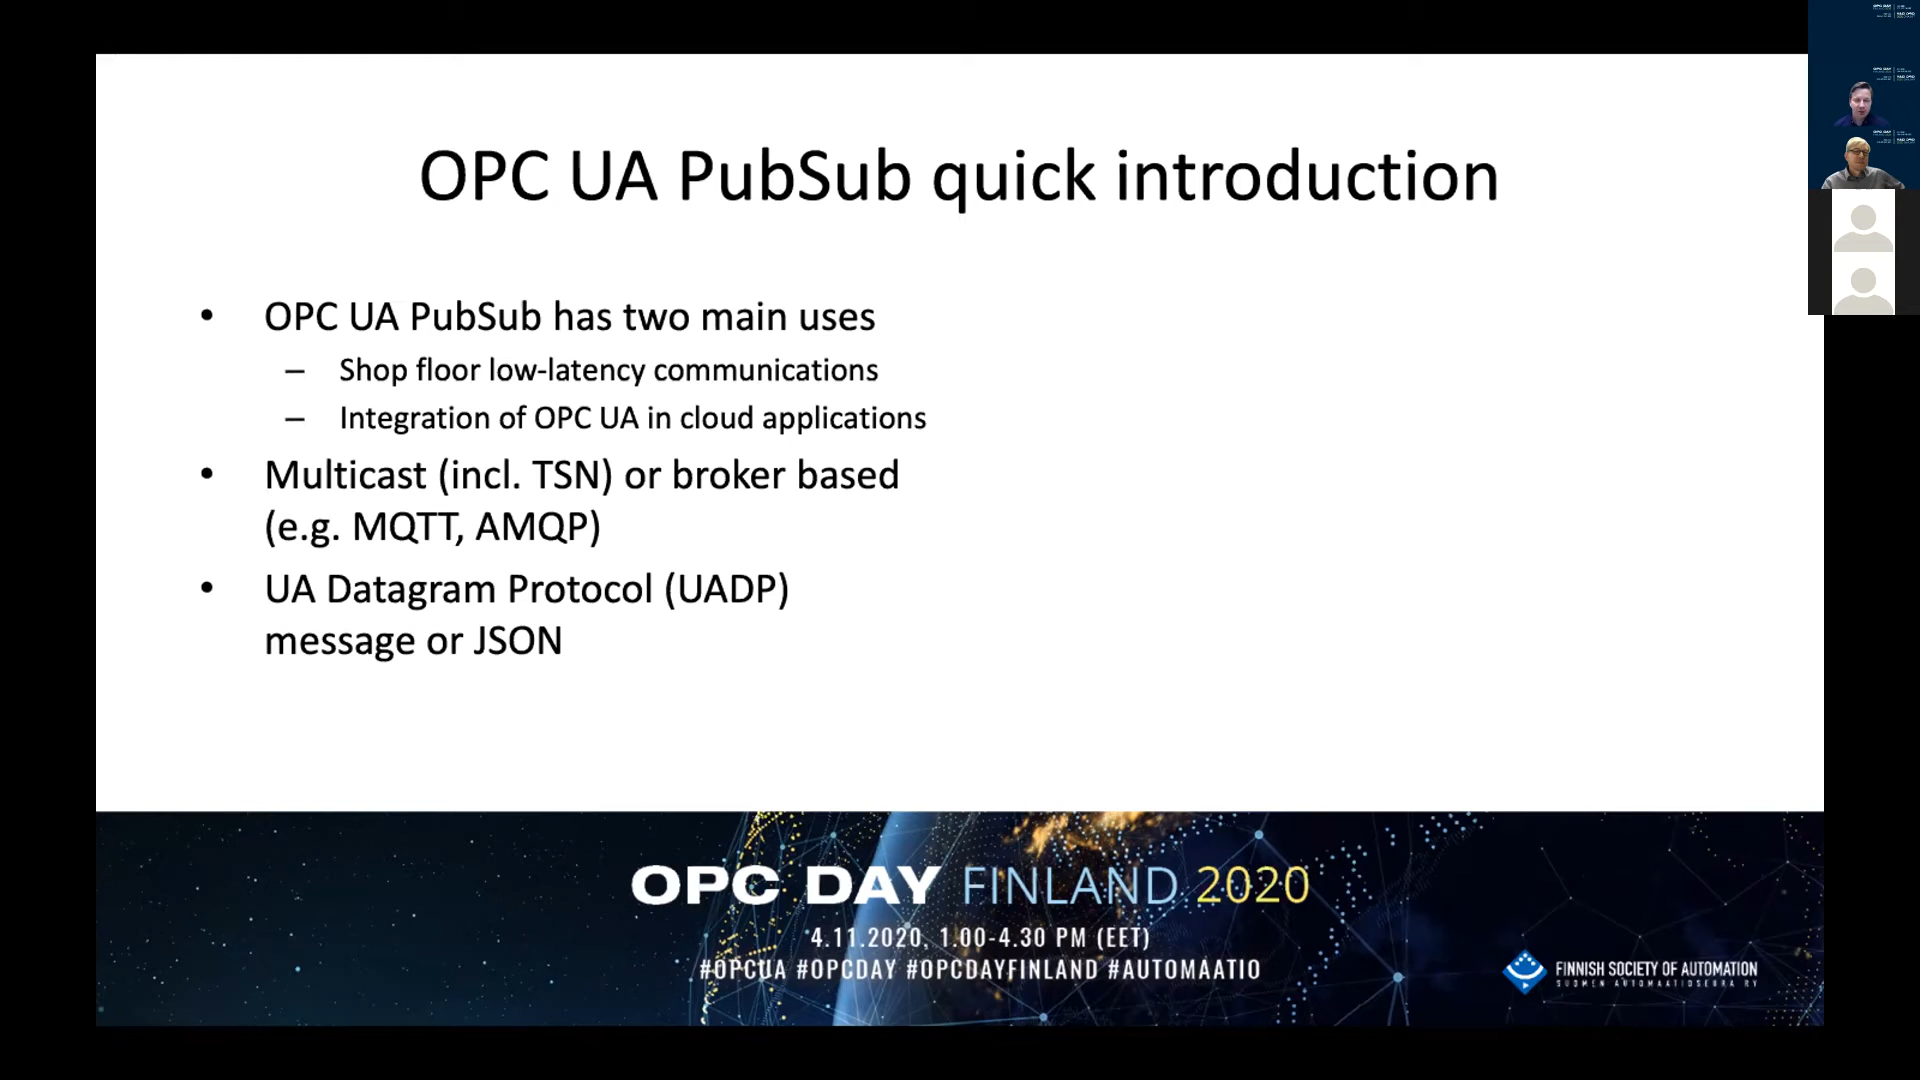 OPC UA PubSub quick introduction
• OPC UA PubSub has two main uses
– Shop floor low-latency communications
– Integration of OPC UA in cloud applications
• Multicast (incl. TSN) or broker based
(e.g. MQTT, AMQP)
• UA Datagram Protocol (UADP)
message or JSON
OPC DAY FINLAND 2020
4.11.2020, 1.00-4.30 PM (EET)
#OPCUA #OPCDAY #OPCDAYFINLAND #AUTOMAATIO
FINNISH SOCIETY OF AUTOMATION
SUOMEN AUTOMAATIOSEURA RY